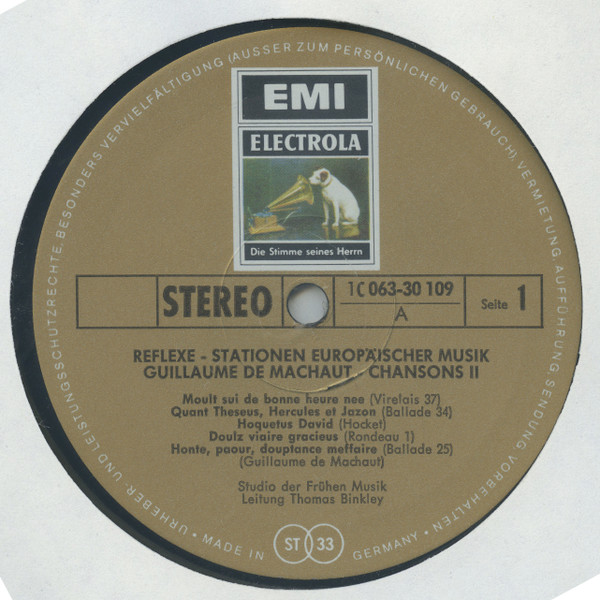 URHEBER- UND LEISTUNGSSCHUTZRECHTE, BESONDERS VERVIELFÄLTIGUNG (AUSSER ZUM PERSÖNLICHEN GEBRAUCH), VERMIETUNG, AUFFÜHRUNG, SENDUNG VORBEHALTEN
EMI
ELECTROLA
Die Stimme seines Herrn
STEREO
1C 063-30 109
A
Seite 1
REFLEXE - STATIONEN EUROPÄISCHER MUSIK
GUILLAUME DE MACHAUT - CHANSONS II
Moult sui de bonne heure nee (Virelais 37)
Quant Theseus, Hercules et Jazon (Ballade 34)
Hoquetus David (Hocket)
Doulz viaire gracieus (Rondeau 1)
Honte, paour, douptance meffaire (Ballade 25)
(Guillaume de Machaut)
Studio der Frühen Musik
Leitung Thomas Binkley
• MADE IN ST 33 GERMANY •